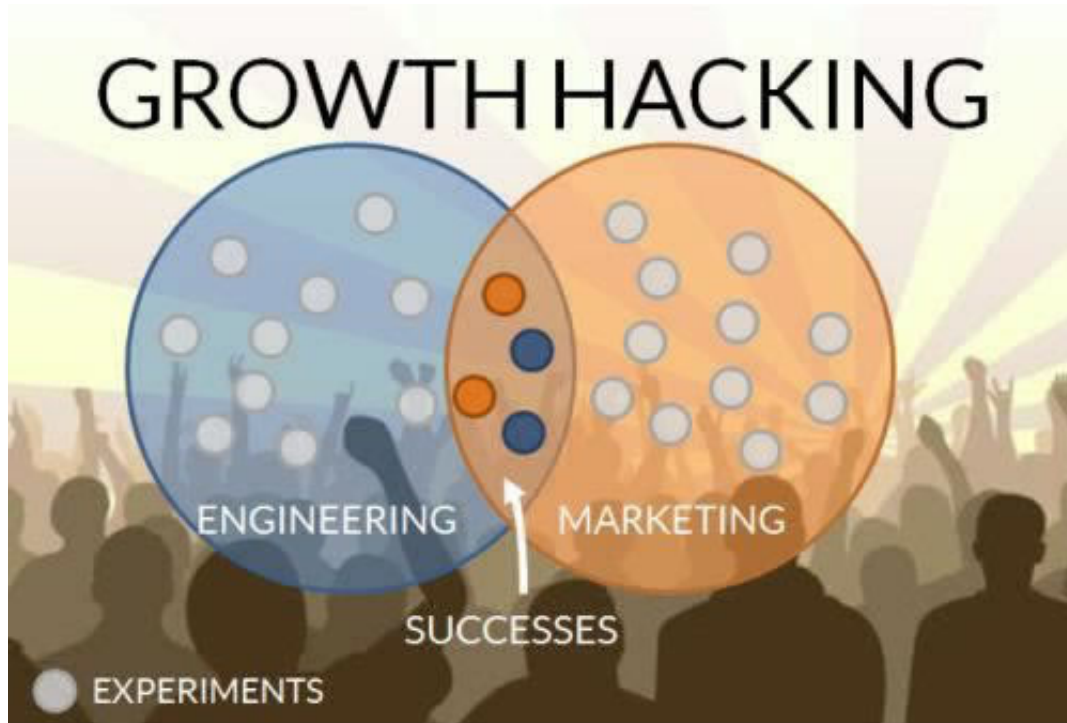 GROWTH HACKING
ENGINEERING
MARKETING
SUCCESSES
EXPERIMENTS